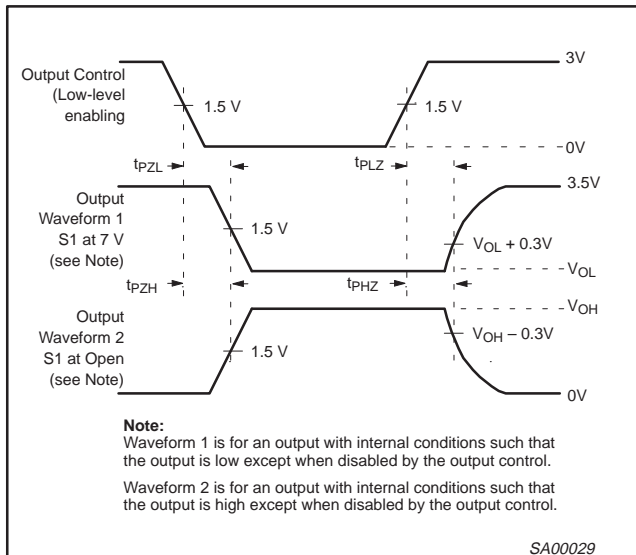 3V
Output Control
(Low-level
enabling
1.5 V
1.5 V
0V
tPZL
tPLZ
3.5V
Output
Waveform 1
S1 at 7 V
(see Note)
1.5 V
VOL + 0.3V
VOL
tPZH
tPHZ
VOH
Output
Waveform 2
S1 at Open
(see Note)
1.5 V
VOH – 0.3V
0V
Note:
Waveform 1 is for an output with internal conditions such that
the output is low except when disabled by the output control.
Waveform 2 is for an output with internal conditions such that
the output is high except when disabled by the output control.
SA00029